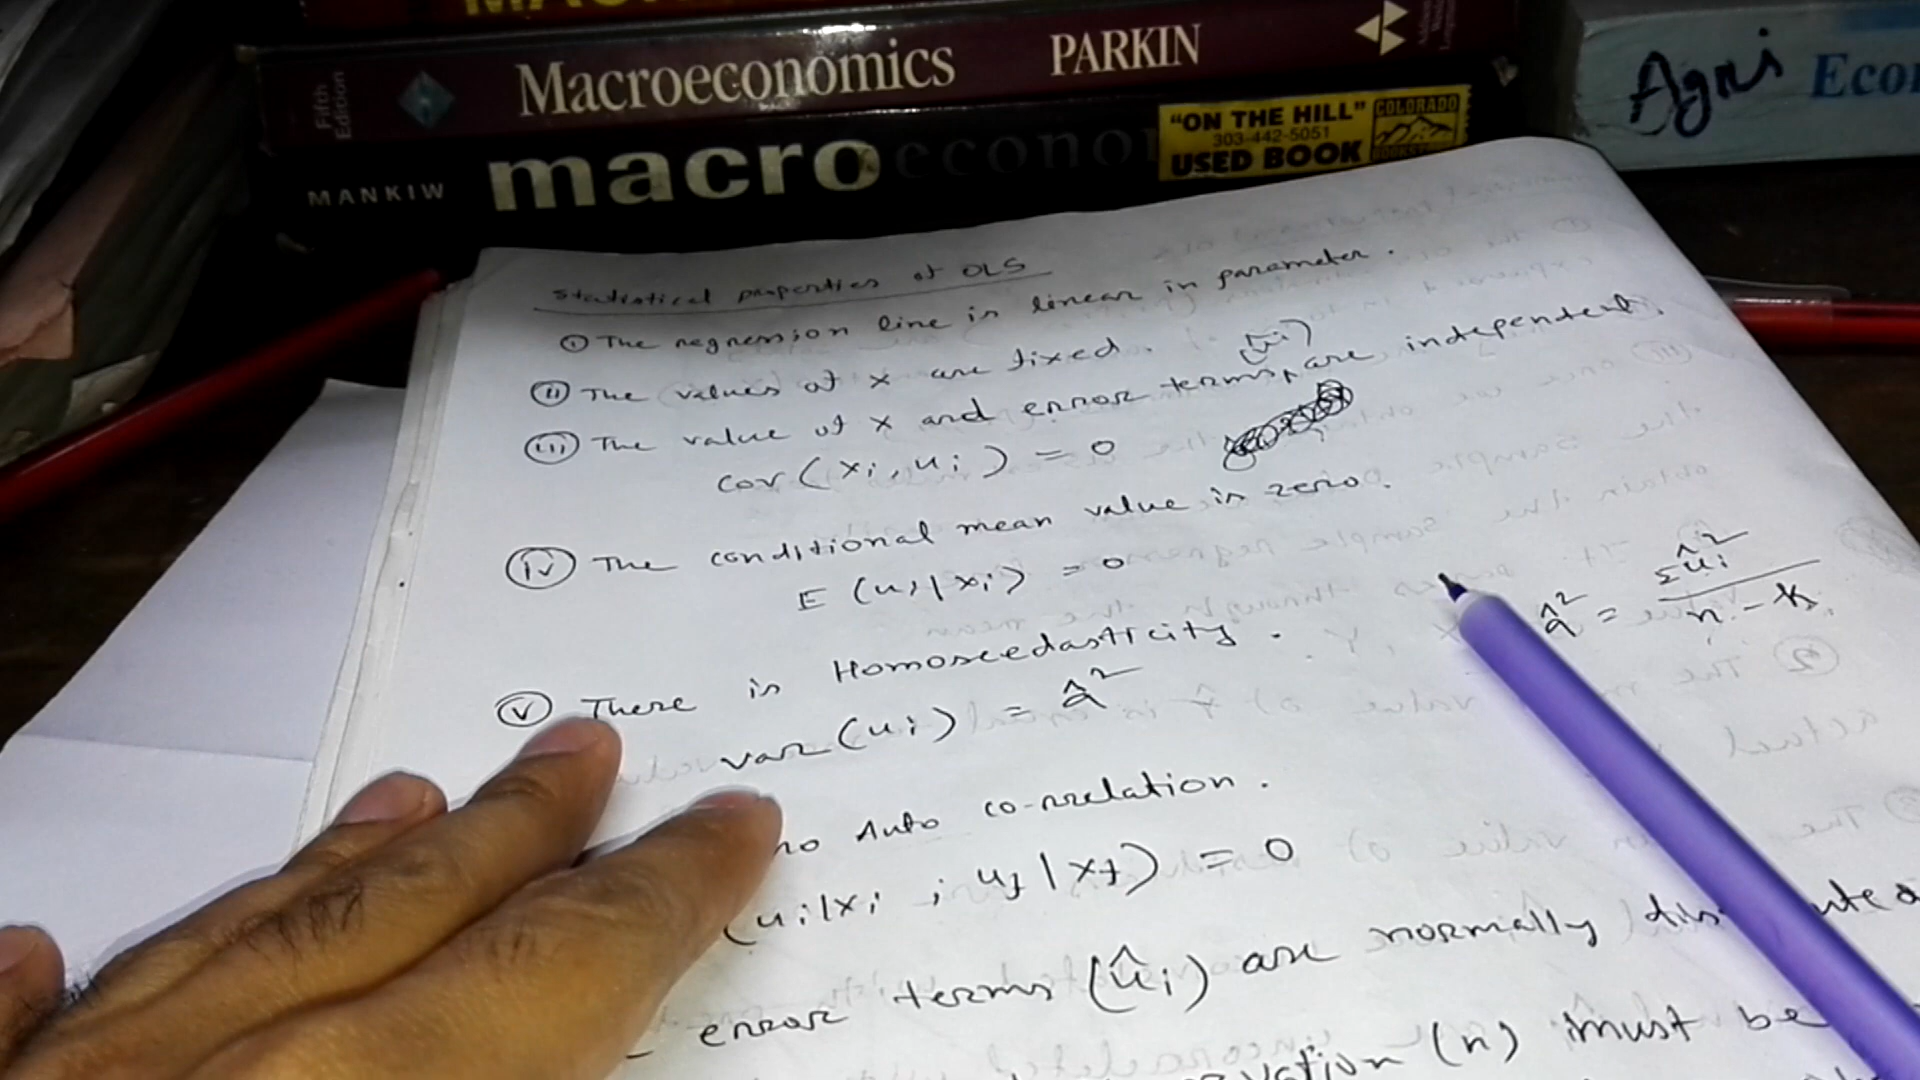 Fifth Edition
Macroeconomics PARKIN
MANKIW macroeconо
"ON THE HILL"
303-442-5051
USED BOOK
COLORADO
Agri Econ
Statistical properties of OLS
(i) The regression line is linear in parameter.
(ii) The values of x are fixed.
(iii) The value of x and error terms (ûi) are independent.
cov (xi, ui) = 0
(iv) The conditional mean value is zero.
E (ui|xi) = 0
(v) There is Homoscedasticity.
var (ui) = σ̂²
σ̂² = Σûi² / n - k
no Auto co-rrelation.
(ui|xi ; uj|xj) = 0
error terms (ûi) are normally
(n) must be